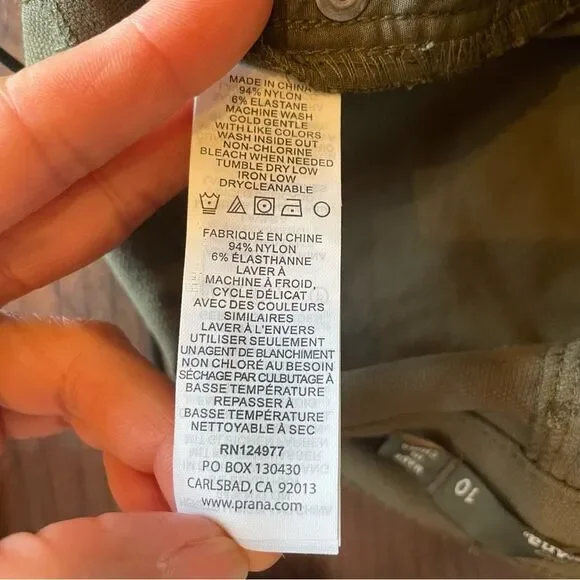 MADE IN CHINA
94% NYLON
6% ELASTANE
MACHINE WASH
COLD GENTLE
WITH LIKE COLORS
WASH INSIDE OUT
NON-CHLORINE
BLEACH WHEN NEEDED
TUMBLE DRY LOW
IRON LOW
DRYCLEANABLE
FABRIQUÉ EN CHINE
94% NYLON
6% ÉLASTHANNE
LAVER À
MACHINE À FROID,
CYCLE DÉLICAT
AVEC DES COULEURS
SIMILAIRES
LAVER À L'ENVERS
UTILISER SEULEMENT
UN AGENT DE BLANCHIMENT
NON CHLORÉ AU BESOIN
SÉCHAGE PAR CULBUTAGE À
BASSE TEMPÉRATURE
REPASSER À
BASSE TEMPÉRATURE
NETTOYABLE À SEC
RN124977
PO BOX 130430
CARLSBAD, CA 92013
www.prana.com
10